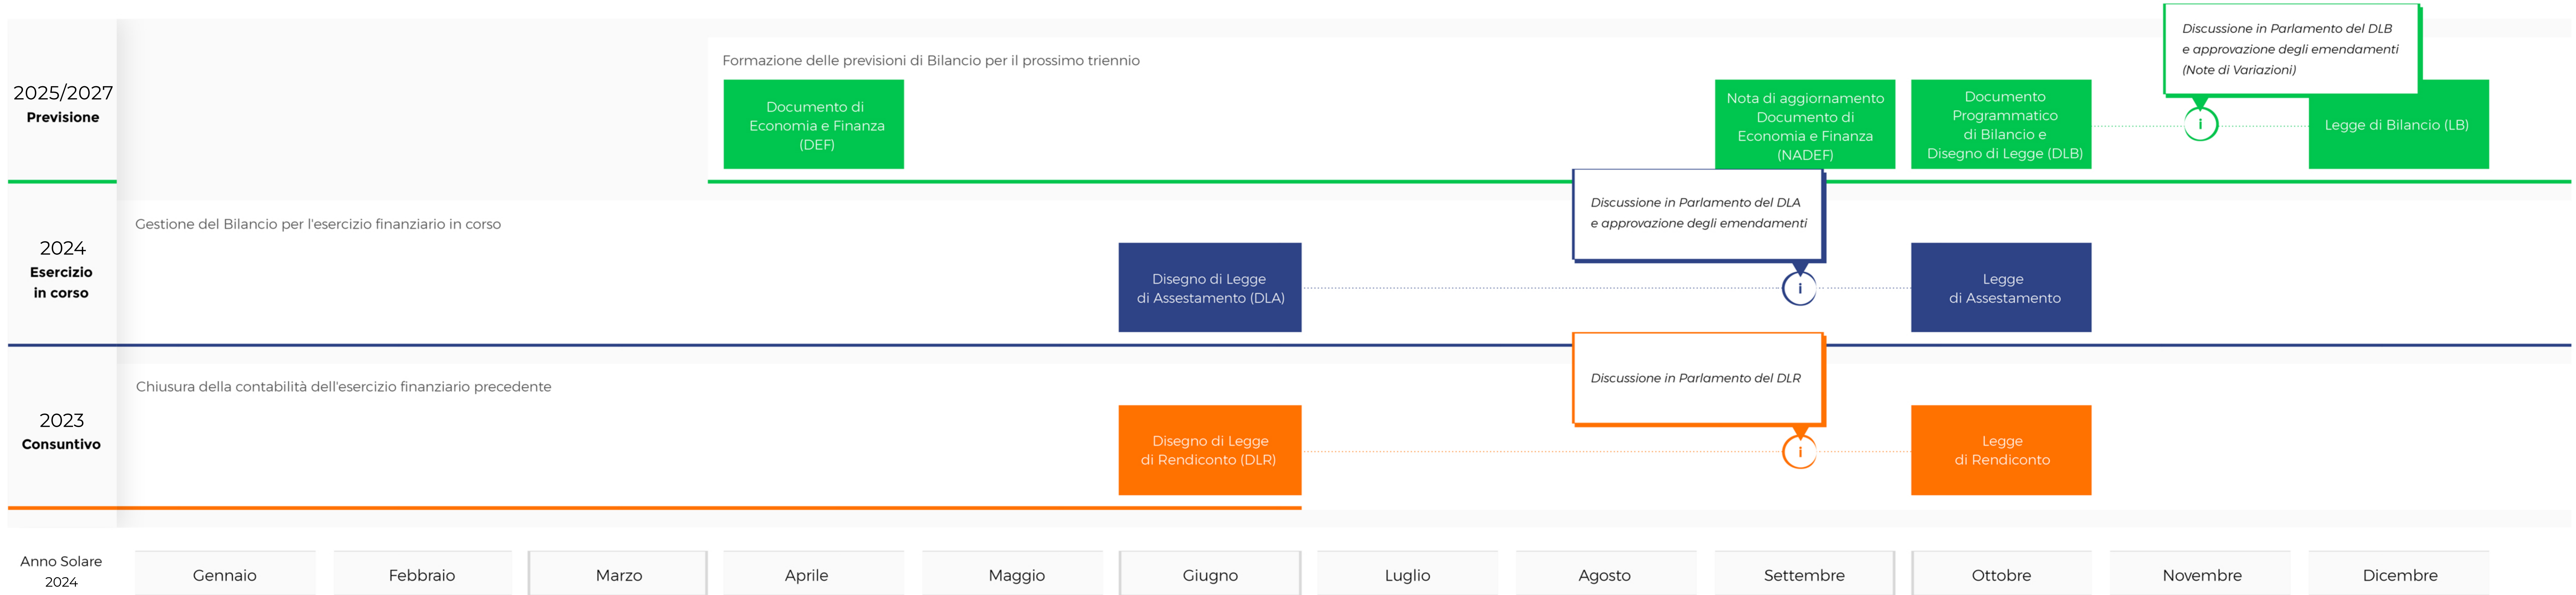 2025/2027
Previsione
Formazione delle previsioni di Bilancio per il prossimo triennio
Documento di
Economia e Finanza
(DEF)
Nota di aggiornamento
Documento di
Economia e Finanza
(NADEF)
Documento
Programmatico
di Bilancio e
Disegno di Legge (DLB)
Discussione in Parlamento del DLB
e approvazione degli emendamenti
(Note di Variazioni)
i
Legge di Bilancio (LB)
2024
Esercizio
in corso
Gestione del Bilancio per l'esercizio finanziario in corso
Disegno di Legge
di Assestamento (DLA)
Discussione in Parlamento del DLA
e approvazione degli emendamenti
i
Legge
di Assestamento
2023
Consuntivo
Chiusura della contabilità dell'esercizio finanziario precedente
Disegno di Legge
di Rendiconto (DLR)
Discussione in Parlamento del DLR
i
Legge
di Rendiconto
Anno Solare
2024
Gennaio
Febbraio
Marzo
Aprile
Maggio
Giugno
Luglio
Agosto
Settembre
Ottobre
Novembre
Dicembre